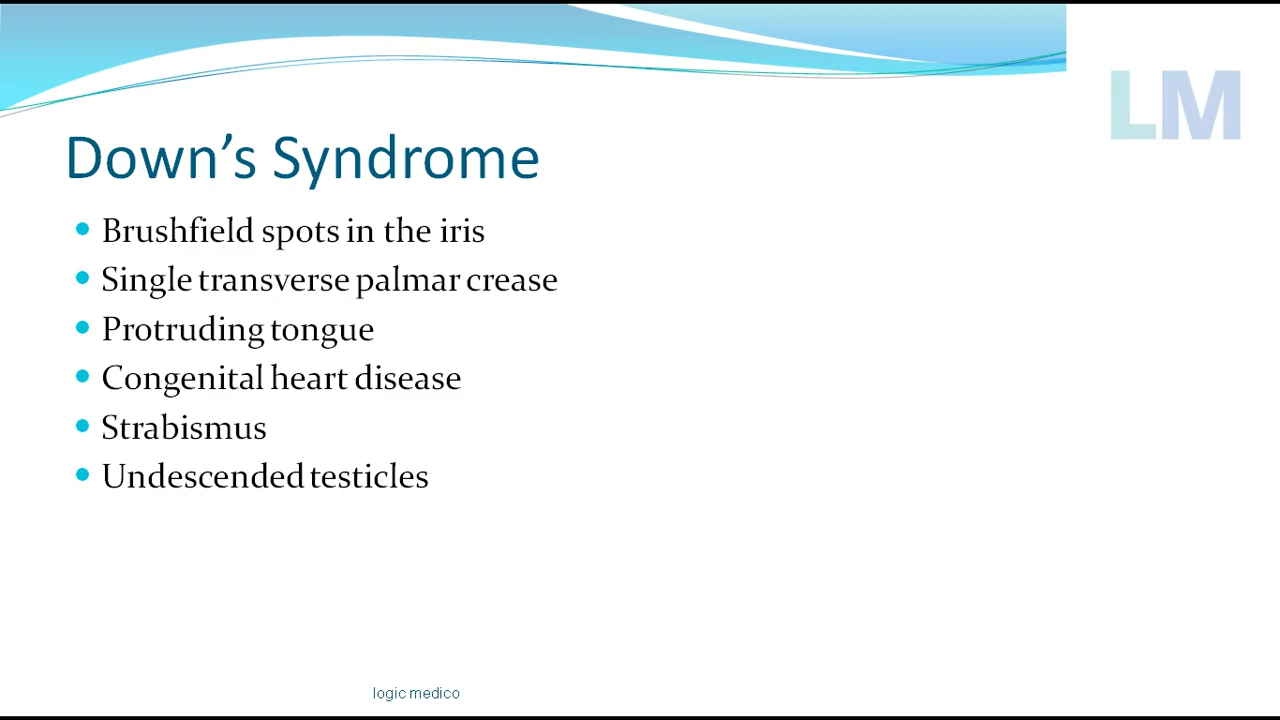 LM
Down’s Syndrome
Brushfield spots in the iris
Single transverse palmar crease
Protruding tongue
Congenital heart disease
Strabismus
Undescended testicles
logic medico